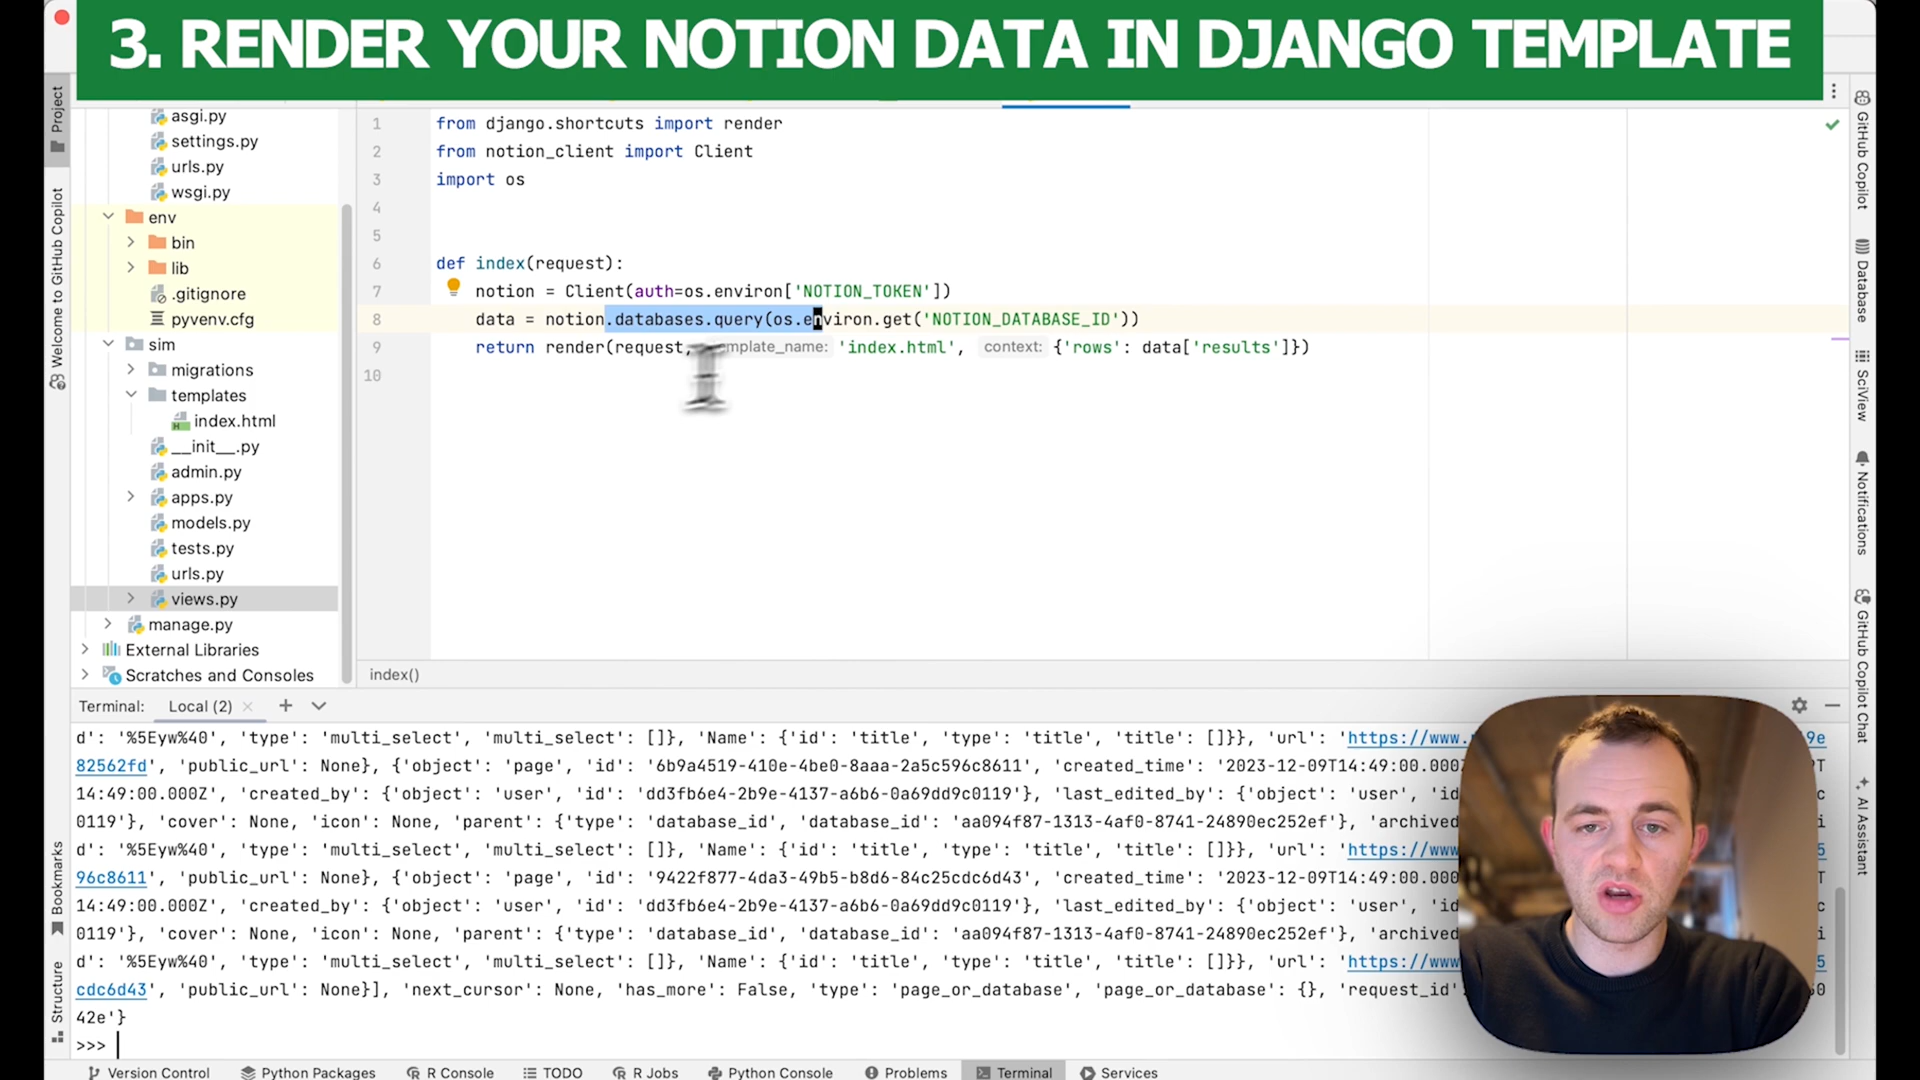 3. RENDER YOUR NOTION DATA IN DJANGO TEMPLATE
Project
Welcome to GitHub Copilot
Bookmarks
Structure
asgi.py
settings.py
urls.py
wsgi.py
env
bin
lib
.gitignore
pyvenv.cfg
sim
migrations
templates
index.html
__init__.py
admin.py
apps.py
models.py
tests.py
urls.py
views.py
manage.py
External Libraries
Scratches and Consoles
1 from django.shortcuts import render
2 from notion_client import Client
3 import os
4
5
6 def index(request):
7 notion = Client(auth=os.environ['NOTION_TOKEN'])
8 data = notion.databases.query(os.environ.get('NOTION_DATABASE_ID'))
9 return render(request, mplate_name: 'index.html', context: {'rows': data['results']})
10
index()
GitHub Copilot
Database
SciView
Notifications
GitHub Copilot Chat
AI Assistant
Terminal: Local (2)
d': '%5Eyw%40', 'type': 'multi_select', 'multi_select': []}, 'Name': {'id': 'title', 'type': 'title', 'title': []}}, 'url': 'https://www. 9e
82562fd', 'public_url': None}, {'object': 'page', 'id': '6b9a4519-410e-4be0-8aaa-2a5c596c8611', 'created_time': '2023-12-09T14:49:00.000Z T
14:49:00.000Z', 'created_by': {'object': 'user', 'id': 'dd3fb6e4-2b9e-4137-a6b6-0a69dd9c0119'}, 'last_edited_by': {'object': 'user', 'id c
0119'}, 'cover': None, 'icon': None, 'parent': {'type': 'database_id', 'database_id': 'aa094f87-1313-4af0-8741-24890ec252ef'}, 'archived i
d': '%5Eyw%40', 'type': 'multi_select', 'multi_select': []}, 'Name': {'id': 'title', 'type': 'title', 'title': []}}, 'url': 'https://www 5
96c8611', 'public_url': None}, {'object': 'page', 'id': '9422f877-4da3-49b5-b8d6-84c25cdc6d43', 'created_time': '2023-12-09T14:49:00.000 T
14:49:00.000Z', 'created_by': {'object': 'user', 'id': 'dd3fb6e4-2b9e-4137-a6b6-0a69dd9c0119'}, 'last_edited_by': {'object': 'user', 'id c
0119'}, 'cover': None, 'icon': None, 'parent': {'type': 'database_id', 'database_id': 'aa094f87-1313-4af0-8741-24890ec252ef'}, 'archived i
d': '%5Eyw%40', 'type': 'multi_select', 'multi_select': []}, 'Name': {'id': 'title', 'type': 'title', 'title': []}}, 'url': 'https://www 5
cdc6d43', 'public_url': None}], 'next_cursor': None, 'has_more': False, 'type': 'page_or_database', 'page_or_database': {}, 'request_id' 0
42e'}
>>>
Version Control Python Packages R Console TODO R Jobs Python Console Problems Terminal Services